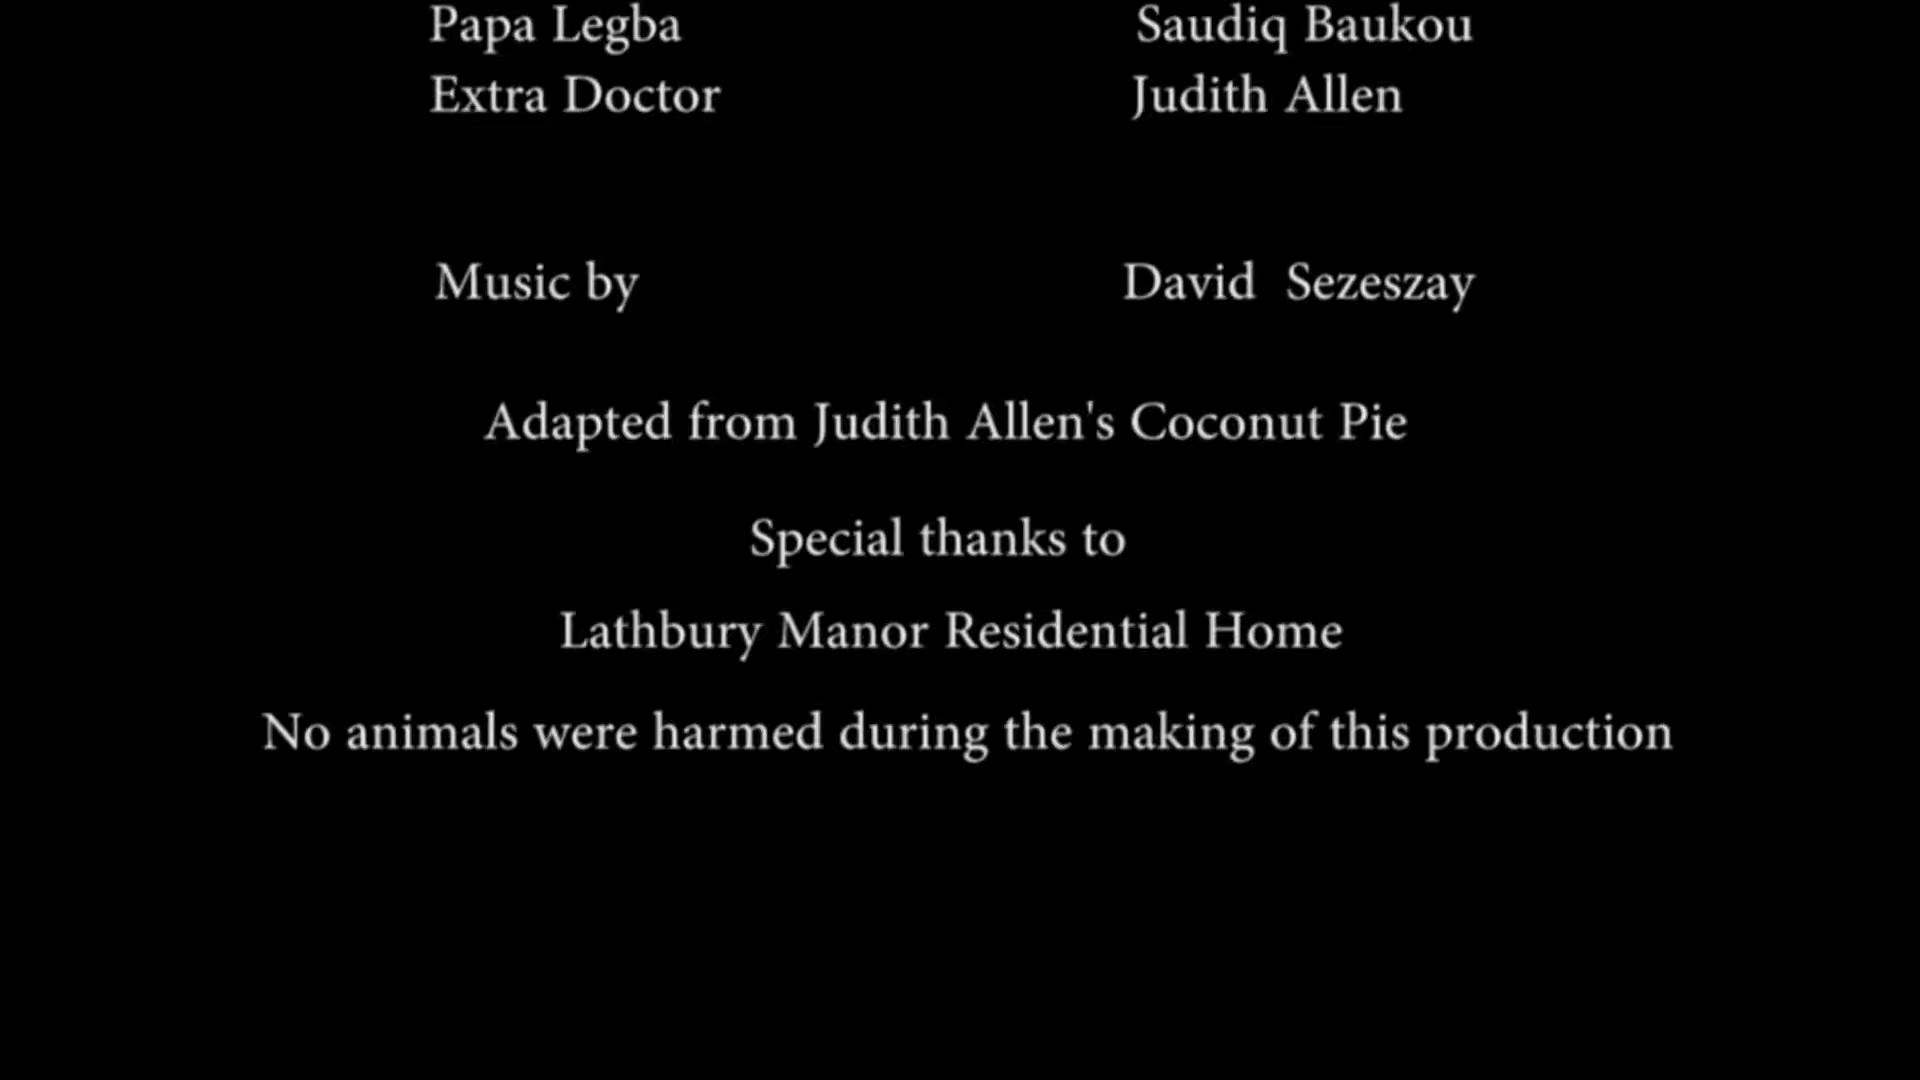 Papa Legba Saudiq Baukou
Extra Doctor Judith Allen
Music by David Sezeszay
Adapted from Judith Allen's Coconut Pie
Special thanks to
Lathbury Manor Residential Home
No animals were harmed during the making of this production